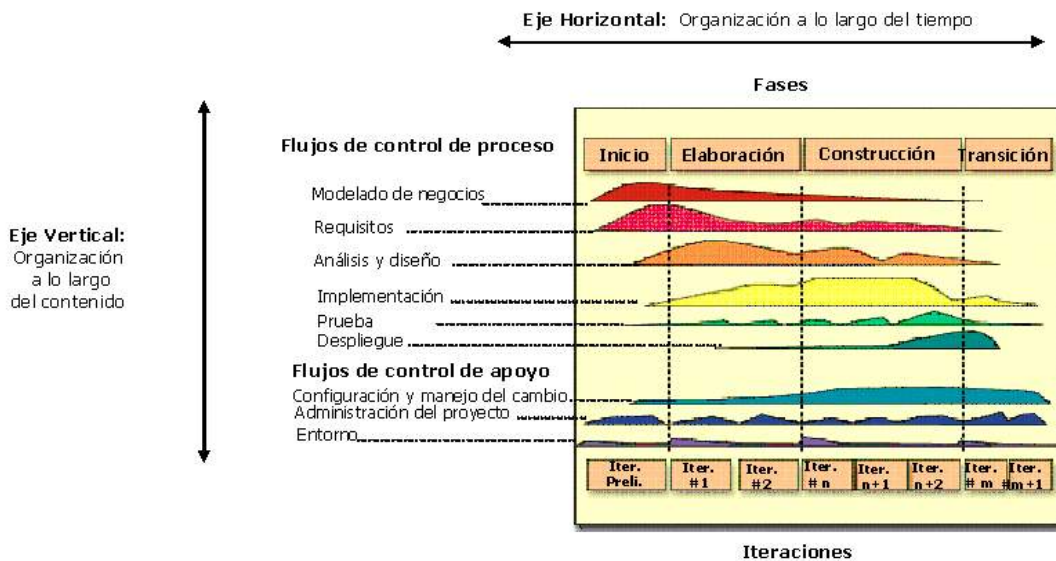 Eje Horizontal: Organización a lo largo del tiempo
Fases
Flujos de control de proceso
Inicio
Elaboración
Construcción
Transición
Modelado de negocios
Requisitos
Análisis y diseño
Implementación
Prueba
Despliegue
Eje Vertical:
Organización
a lo largo
del contenido
Flujos de control de apoyo
Configuración y manejo del cambio
Administración del proyecto
Entorno
Iter.
Preli.
Iter.
#1
Iter.
#2
Iter.
# n
Iter.
n+1
Iter.
n+2
Iter.
# m
Iter.
#m+1
Iteraciones